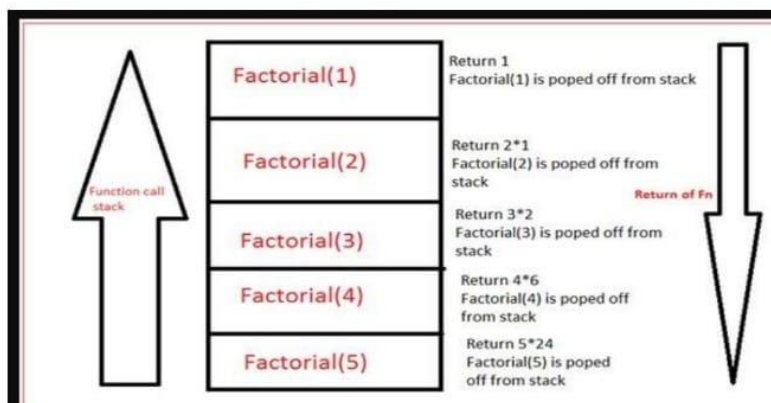 Factorial(1)
Return 1
Factorial(1) is poped off from stack
Factorial(2)
Return 2*1
Factorial(2) is poped off from
stack
Function call
stack
Return of Fn
Factorial(3)
Return 3*2
Factorial(3) is poped off from
stack
Factorial(4)
Return 4*6
Factorial(4) is poped off
from stack
Factorial(5)
Return 5*24
Factorial(5) is poped
off from stack